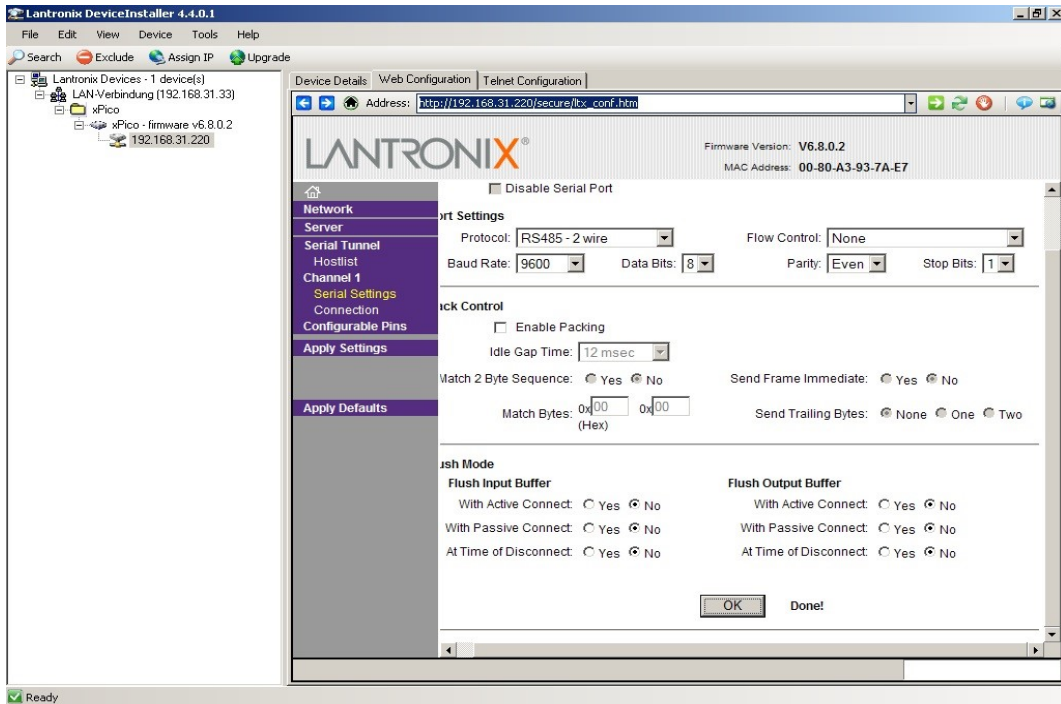 Lantronix DeviceInstaller 4.4.0.1
File Edit View Device Tools Help
Search Exclude Assign IP Upgrade
Lantronix Devices - 1 device(s)
LAN-Verbindung (192.168.31.33)
xPico
xPico - firmware v6.8.0.2
192.168.31.220
Device Details Web Configuration Telnet Configuration
Address: http://192.168.31.220/secure/ltx_conf.htm
LANTRONIX®
Firmware Version: V6.8.0.2
MAC Address: 00-80-A3-93-7A-E7
Network
Server
Serial Tunnel
Hostlist
Channel 1
Serial Settings
Connection
Configurable Pins
Apply Settings
Apply Defaults
Disable Serial Port
ort Settings
Protocol: RS485 - 2 wire Flow Control: None
Baud Rate: 9600 Data Bits: 8 Parity: Even Stop Bits: 1
ack Control
Enable Packing
Idle Gap Time: 12 msec
Match 2 Byte Sequence: Yes No Send Frame Immediate: Yes No
Match Bytes: 0x00 0x00 Send Trailing Bytes: None One Two
(Hex)
ush Mode
Flush Input Buffer Flush Output Buffer
With Active Connect: Yes No With Active Connect: Yes No
With Passive Connect: Yes No With Passive Connect: Yes No
At Time of Disconnect: Yes No At Time of Disconnect: Yes No
OK Done!
Ready